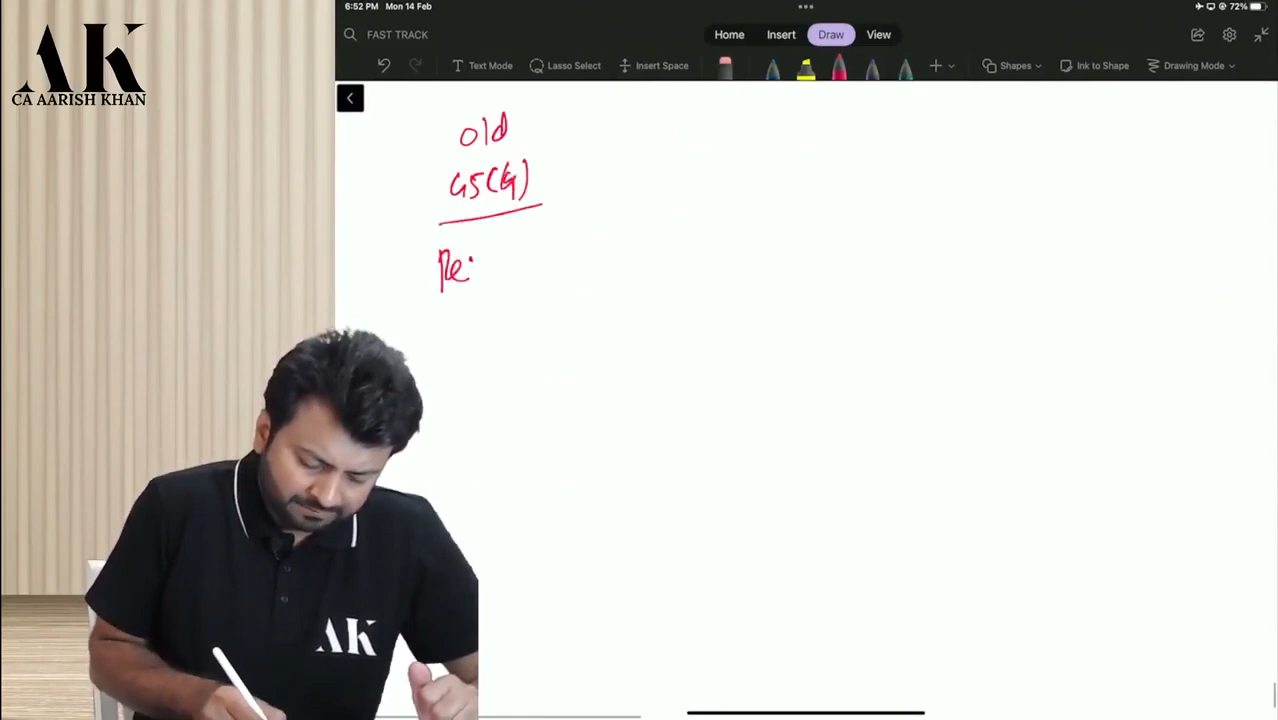 6:52 PM Mon 14 Feb
72%
AK
CA AARISH KHAN
FAST TRACK
Home Insert Draw View
Text Mode
Lasso Select
Insert Space
Shapes
Ink to Shape
Drawing Mode
old
45(4)
Re
AK